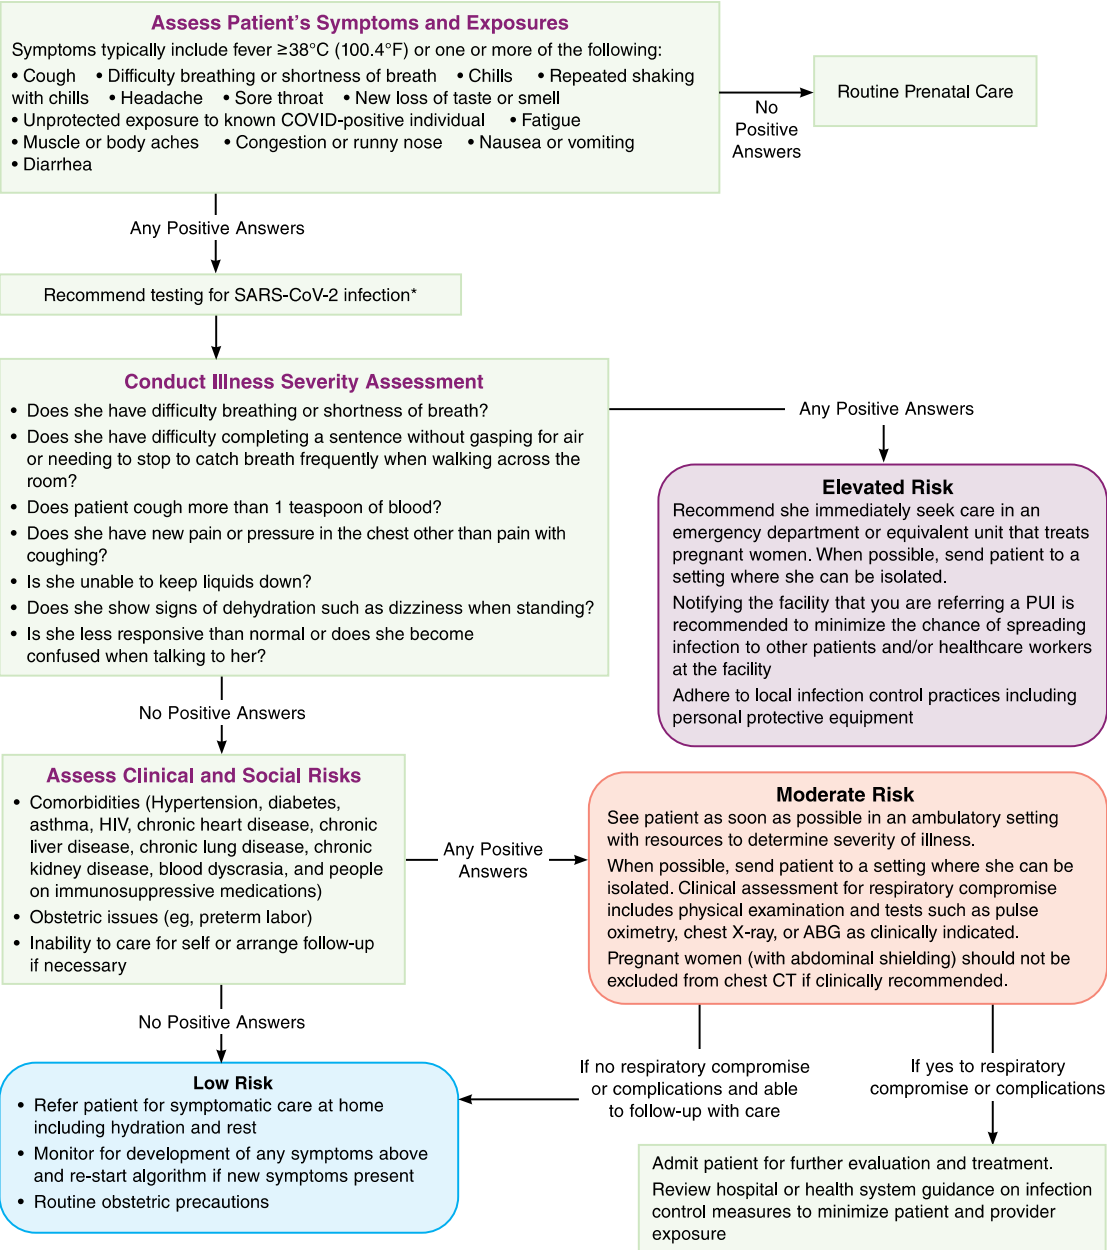 Assess Patient's Symptoms and Exposures
Symptoms typically include fever ≥38°C (100.4°F) or one or more of the following:
• Cough • Difficulty breathing or shortness of breath • Chills • Repeated shaking
with chills • Headache • Sore throat • New loss of taste or smell
• Unprotected exposure to known COVID-positive individual • Fatigue
• Muscle or body aches • Congestion or runny nose • Nausea or vomiting
• Diarrhea
No
Positive
Answers
Routine Prenatal Care
Any Positive Answers
Recommend testing for SARS-CoV-2 infection*
Conduct Illness Severity Assessment
• Does she have difficulty breathing or shortness of breath?
• Does she have difficulty completing a sentence without gasping for air
or needing to stop to catch breath frequently when walking across the
room?
• Does patient cough more than 1 teaspoon of blood?
• Does she have new pain or pressure in the chest other than pain with
coughing?
• Is she unable to keep liquids down?
• Does she show signs of dehydration such as dizziness when standing?
• Is she less responsive than normal or does she become
confused when talking to her?
Any Positive Answers
Elevated Risk
Recommend she immediately seek care in an
emergency department or equivalent unit that treats
pregnant women. When possible, send patient to a
setting where she can be isolated.
Notifying the facility that you are referring a PUI is
recommended to minimize the chance of spreading
infection to other patients and/or healthcare workers
at the facility
Adhere to local infection control practices including
personal protective equipment
No Positive Answers
Assess Clinical and Social Risks
• Comorbidities (Hypertension, diabetes,
asthma, HIV, chronic heart disease, chronic
liver disease, chronic lung disease, chronic
kidney disease, blood dyscrasia, and people
on immunosuppressive medications)
• Obstetric issues (eg, preterm labor)
• Inability to care for self or arrange follow-up
if necessary
Any Positive
Answers
Moderate Risk
See patient as soon as possible in an ambulatory setting
with resources to determine severity of illness.
When possible, send patient to a setting where she can be
isolated. Clinical assessment for respiratory compromise
includes physical examination and tests such as pulse
oximetry, chest X-ray, or ABG as clinically indicated.
Pregnant women (with abdominal shielding) should not be
excluded from chest CT if clinically recommended.
No Positive Answers
If no respiratory compromise
or complications and able
to follow-up with care
If yes to respiratory
compromise or complications
Low Risk
• Refer patient for symptomatic care at home
including hydration and rest
• Monitor for development of any symptoms above
and re-start algorithm if new symptoms present
• Routine obstetric precautions
Admit patient for further evaluation and treatment.
Review hospital or health system guidance on infection
control measures to minimize patient and provider
exposure